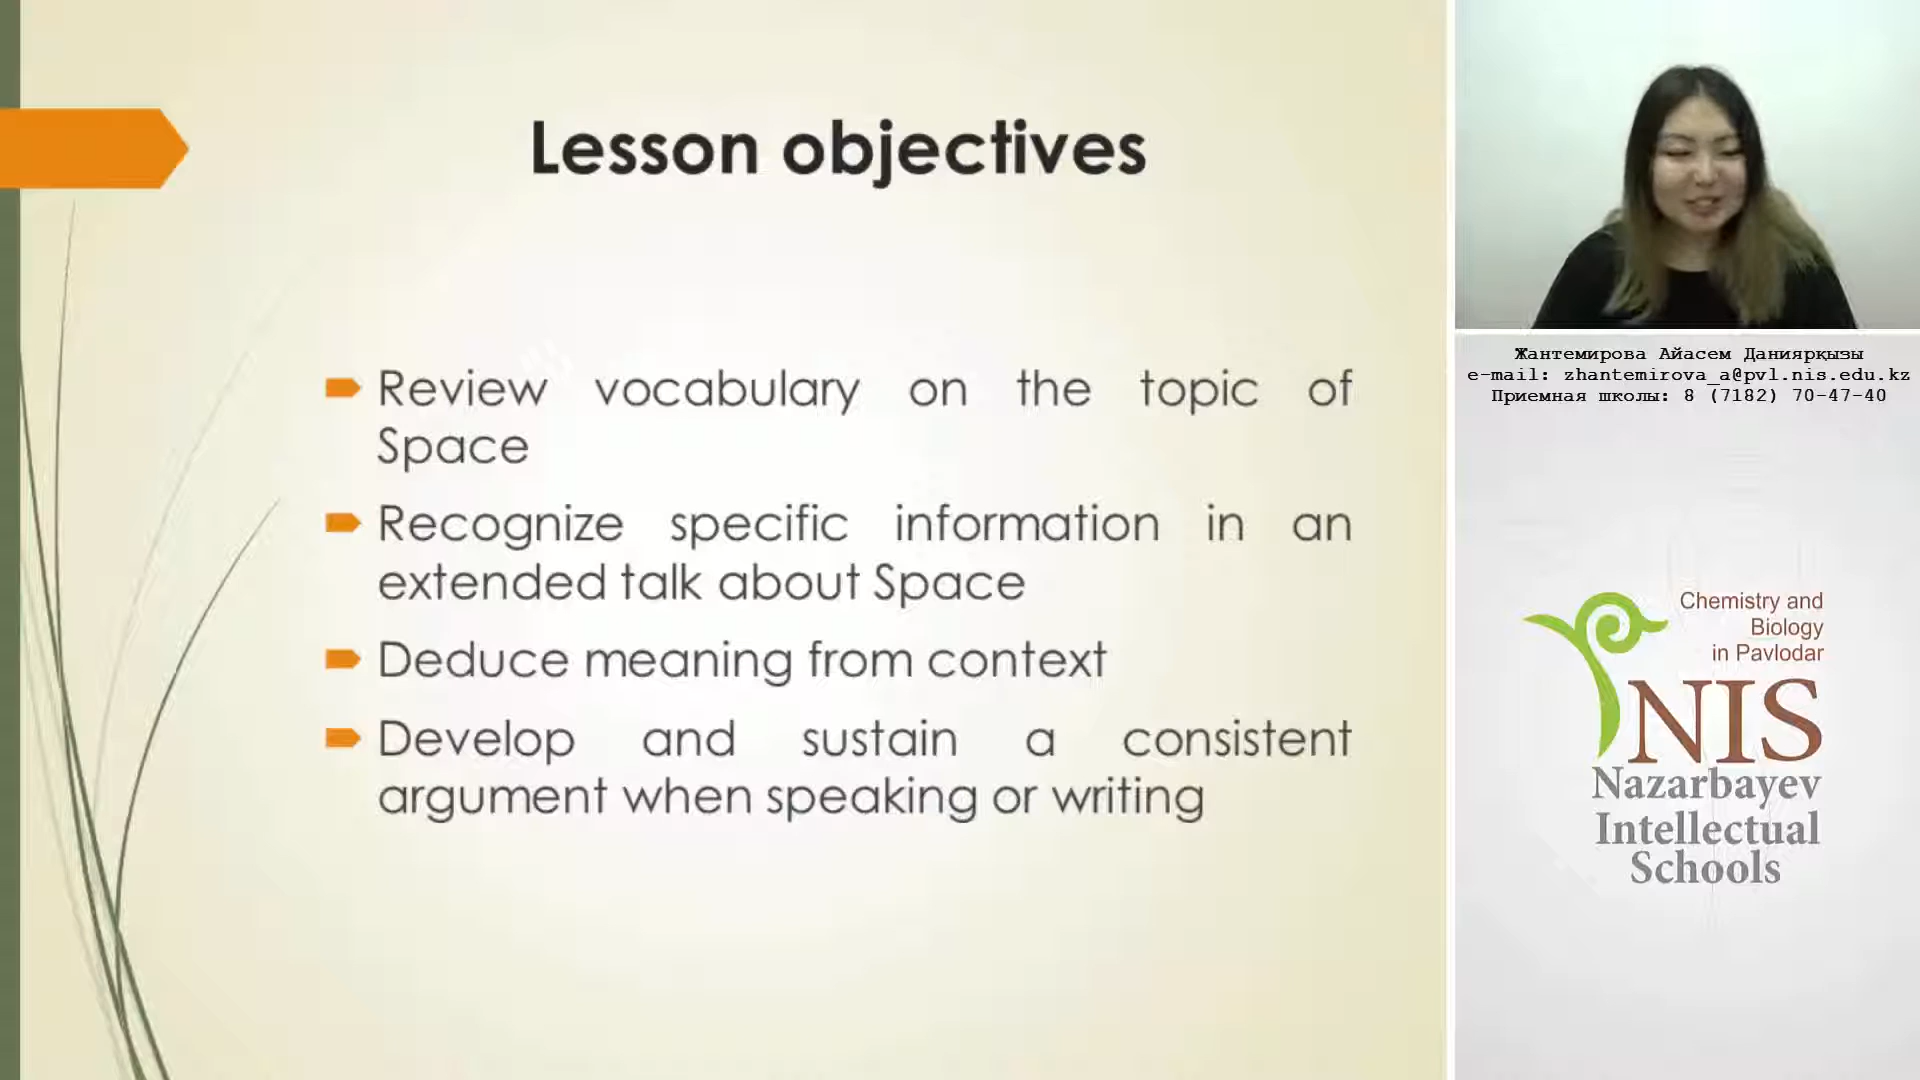 Lesson objectives
Review vocabulary on the topic of
Space
Recognize specific information in an
extended talk about Space
Deduce meaning from context
Develop and sustain a consistent
argument when speaking or writing
Жантемирова Айасем Даниярқызы
e-mail: zhantemirova_a@pvl.nis.edu.kz
Приемная школы: 8 (7182) 70-47-40
Chemistry and
Biology
in Pavlodar
NIS
Nazarbayev
Intellectual
Schools